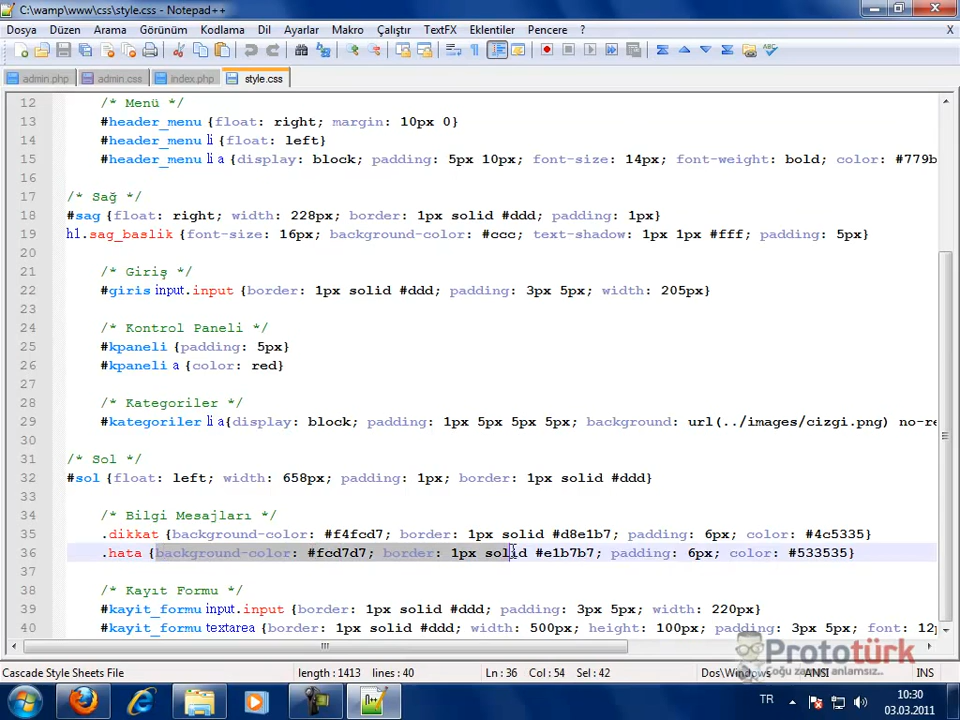 C:\wamp\www\css\style.css - Notepad++
Dosya Düzen Arama Görünüm Kodlama Dil Ayarlar Makro Çalıştır TextFX Eklentiler Pencere ? X
admin.php admin.css index.php style.css
12 /* Menü */
13 #header_menu {float: right; margin: 10px 0}
14 #header_menu li {float: left}
15 #header_menu li a {display: block; padding: 5px 10px; font-size: 14px; font-weight: bold; color: #779b
16
17 /* Sağ */
18 #sag {float: right; width: 228px; border: 1px solid #ddd; padding: 1px}
19 h1.sag_baslik {font-size: 16px; background-color: #ccc; text-shadow: 1px 1px #fff; padding: 5px}
20
21 /* Giriş */
22 #giris input.input {border: 1px solid #ddd; padding: 3px 5px; width: 205px}
23
24 /* Kontrol Paneli */
25 #kpaneli {padding: 5px}
26 #kpaneli a {color: red}
27
28 /* Kategoriler */
29 #kategoriler li a{display: block; padding: 1px 5px 5px 5px; background: url(../images/cizgi.png) no-re
30
31 /* Sol */
32 #sol {float: left; width: 658px; padding: 1px; border: 1px solid #ddd}
33
34 /* Bilgi Mesajları */
35 .dikkat {background-color: #f4fcd7; border: 1px solid #d8e1b7; padding: 6px; color: #4c5335}
36 .hata {background-color: #fcd7d7; border: 1px solid #e1b7b7; padding: 6px; color: #533535}
37
38 /* Kayıt Formu */
39 #kayit_formu input.input {border: 1px solid #ddd; padding: 3px 5px; width: 220px}
40 #kayit_formu textarea {border: 1px solid #ddd; width: 500px; height: 100px; padding: 3px 5px; font: 12p
Prototürk
Çoğu zaman anlamsız..
Cascade Style Sheets File length : 1413 lines : 40 Ln : 36 Col : 54 Sel : 42 Dos\Windows ANSI INS
TR 10:30
03.03.2011